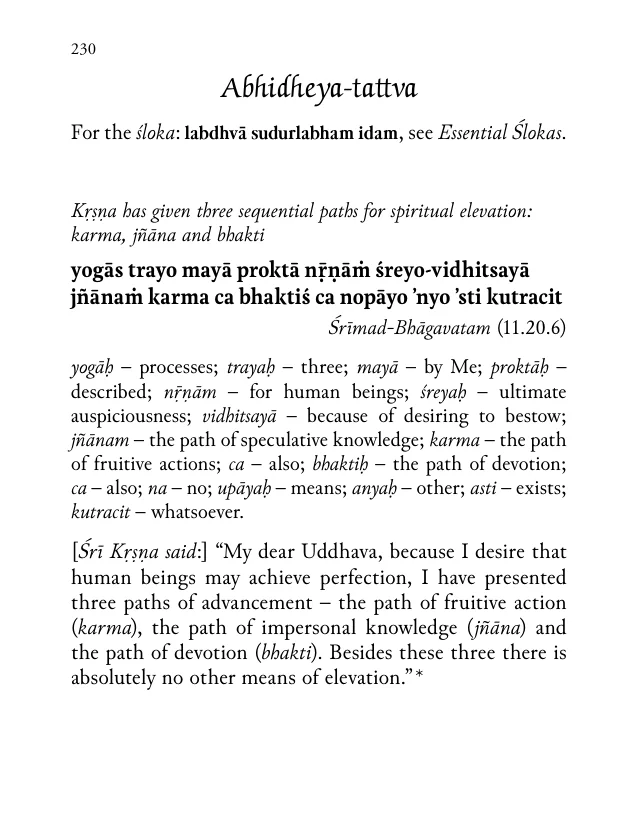 230
Abhidheya-tattva
For the śloka: labdhvā sudurlabham idam, see Essential Ślokas.
Kṛṣṇa has given three sequential paths for spiritual elevation:
karma, jñāna and bhakti
yogās trayo mayā proktā nṝṇāṁ śreyo-vidhitsayā
jñānaṁ karma ca bhaktiś ca nopāyo ’nyo ’sti kutracit
Śrīmad-Bhāgavatam (11.20.6)
yogāḥ – processes; trayaḥ – three; mayā – by Me; proktāḥ –
described; nṝṇām – for human beings; śreyaḥ – ultimate
auspiciousness; vidhitsayā – because of desiring to bestow;
jñānam – the path of speculative knowledge; karma – the path
of fruitive actions; ca – also; bhaktiḥ – the path of devotion;
ca – also; na – no; upāyaḥ – means; anyaḥ – other; asti – exists;
kutracit – whatsoever.
[Śrī Kṛṣṇa said:] “My dear Uddhava, because I desire that
human beings may achieve perfection, I have presented
three paths of advancement – the path of fruitive action
(karma), the path of impersonal knowledge (jñāna) and
the path of devotion (bhakti). Besides these three there is
absolutely no other means of elevation.”*